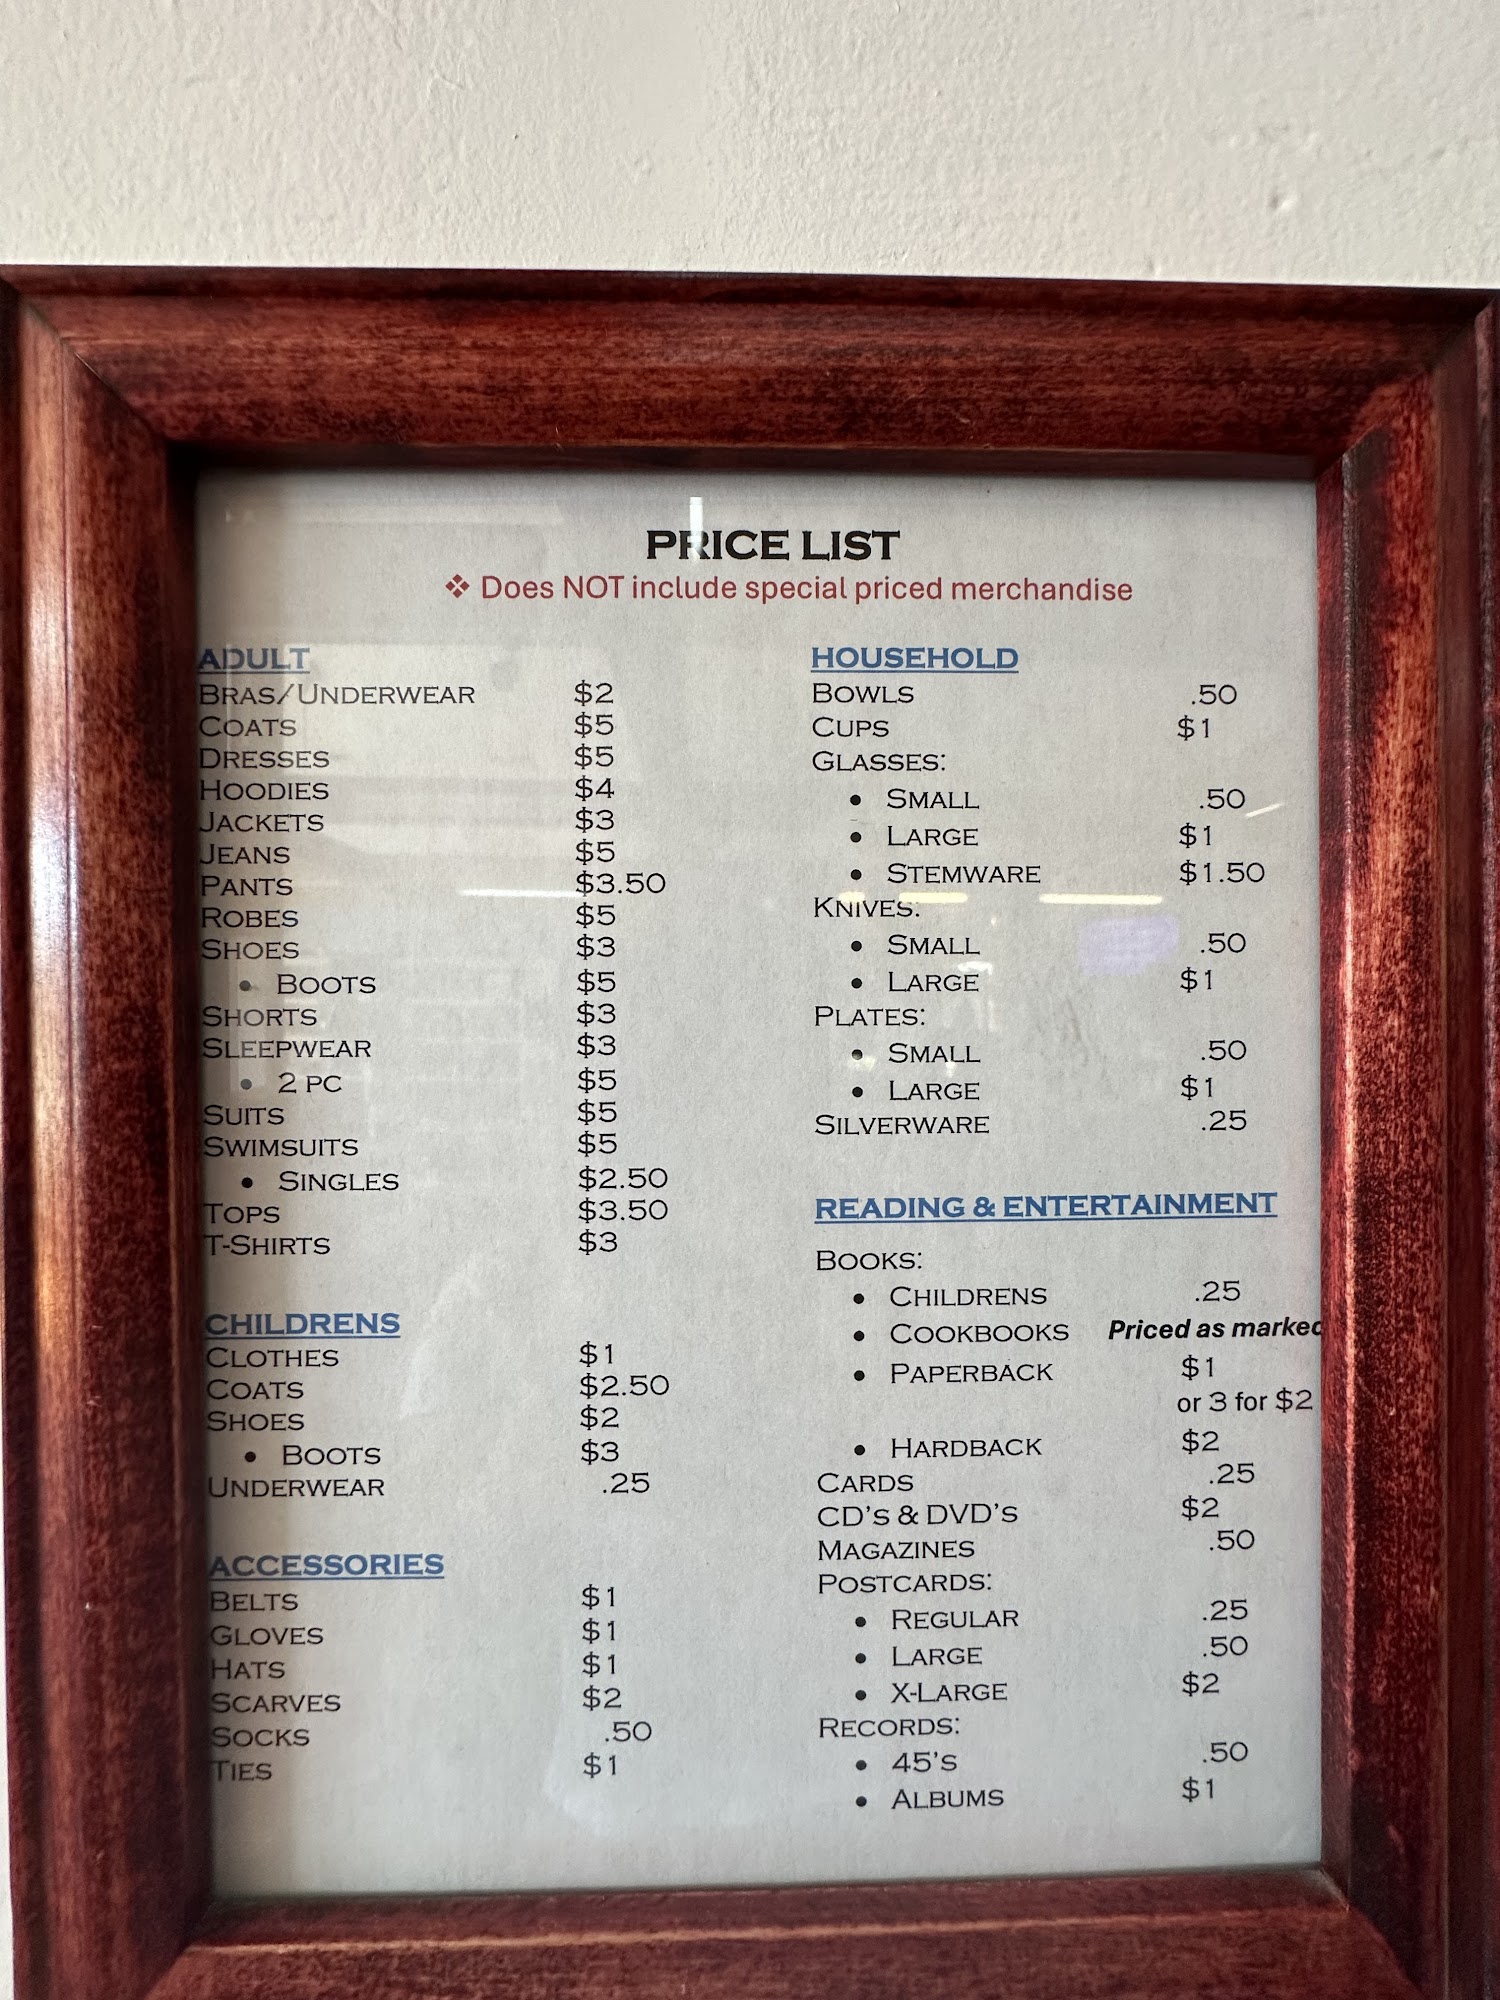 PRICE LIST
❖ Does NOT include special priced merchandise
ADULT
BRAS/UNDERWEAR $2
COATS $5
DRESSES $5
HOODIES $4
JACKETS $3
JEANS $5
PANTS $3.50
ROBES $5
SHOES $3
• BOOTS $5
SHORTS $3
SLEEPWEAR $3
• 2 PC $5
SUITS $5
SWIMSUITS $5
• SINGLES $2.50
TOPS $3.50
T-SHIRTS $3
CHILDRENS
CLOTHES $1
COATS $2.50
SHOES $2
• BOOTS $3
UNDERWEAR .25
ACCESSORIES
BELTS $1
GLOVES $1
HATS $1
SCARVES $2
SOCKS .50
TIES $1
HOUSEHOLD
BOWLS .50
CUPS $1
GLASSES:
• SMALL .50
• LARGE $1
• STEMWARE $1.50
KNIVES:
• SMALL .50
• LARGE $1
PLATES:
• SMALL .50
• LARGE $1
SILVERWARE .25
READING & ENTERTAINMENT
BOOKS:
• CHILDRENS .25
• COOKBOOKS Priced as marked
• PAPERBACK $1
or 3 for $2
• HARDBACK $2
CARDS .25
CD'S & DVD'S $2
MAGAZINES .50
POSTCARDS:
• REGULAR .25
• LARGE .50
• X-LARGE $2
RECORDS:
• 45'S .50
• ALBUMS $1